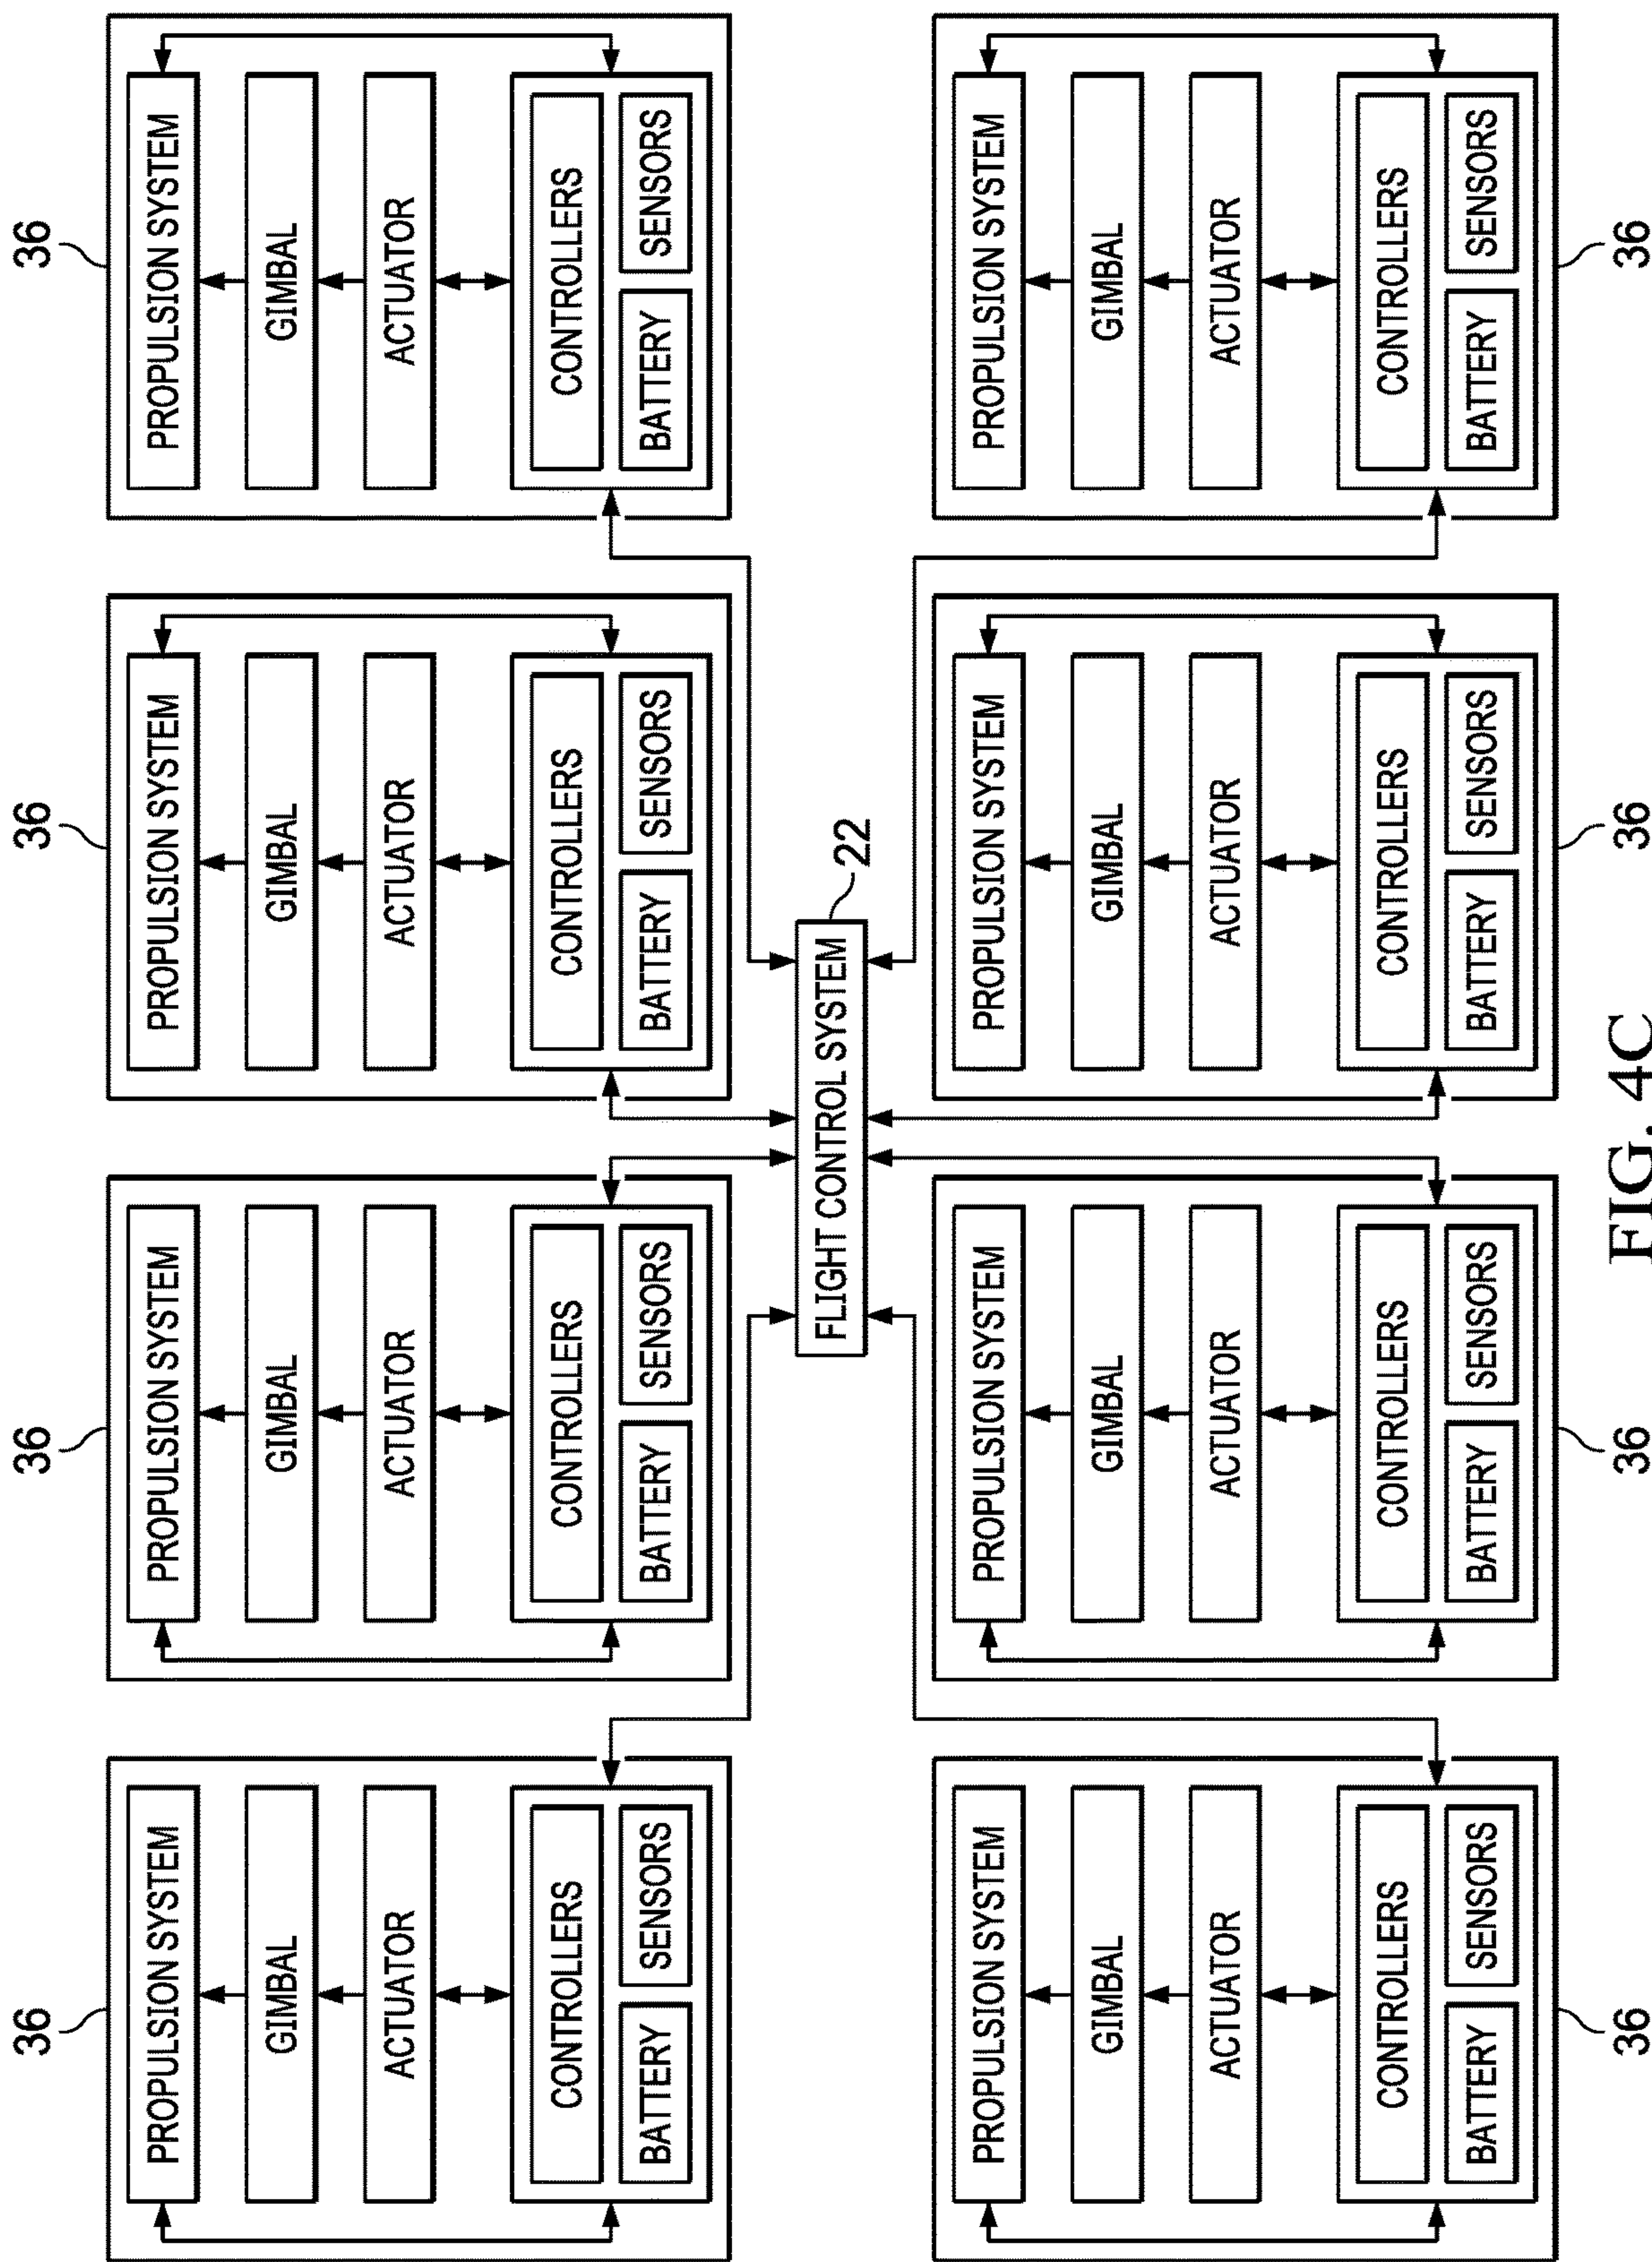 36
PROPULSION SYSTEM
GIMBAL
ACTUATOR
CONTROLLERS
BATTERY
SENSORS
36
PROPULSION SYSTEM
GIMBAL
ACTUATOR
CONTROLLERS
BATTERY
SENSORS
36
PROPULSION SYSTEM
GIMBAL
ACTUATOR
CONTROLLERS
BATTERY
SENSORS
36
PROPULSION SYSTEM
GIMBAL
ACTUATOR
CONTROLLERS
BATTERY
SENSORS
FLIGHT CONTROL SYSTEM
22
PROPULSION SYSTEM
GIMBAL
ACTUATOR
CONTROLLERS
BATTERY
SENSORS
36
PROPULSION SYSTEM
GIMBAL
ACTUATOR
CONTROLLERS
BATTERY
SENSORS
36
PROPULSION SYSTEM
GIMBAL
ACTUATOR
CONTROLLERS
BATTERY
SENSORS
36
PROPULSION SYSTEM
GIMBAL
ACTUATOR
CONTROLLERS
BATTERY
SENSORS
36
FIG. 4C